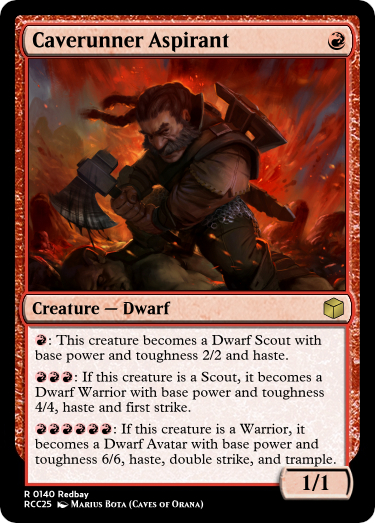 Caverunner Aspirant
Creature — Dwarf
: This creature becomes a Dwarf Scout with
base power and toughness 2/2 and haste.
: If this creature is a Scout, it becomes a
Dwarf Warrior with base power and toughness
4/4, haste and first strike.
: If this creature is a Warrior, it
becomes a Dwarf Avatar with base power and
toughness 6/6, haste, double strike, and trample.
1/1
R 0140 Redbay
RCC25 Marius Bota (Caves of Orana)